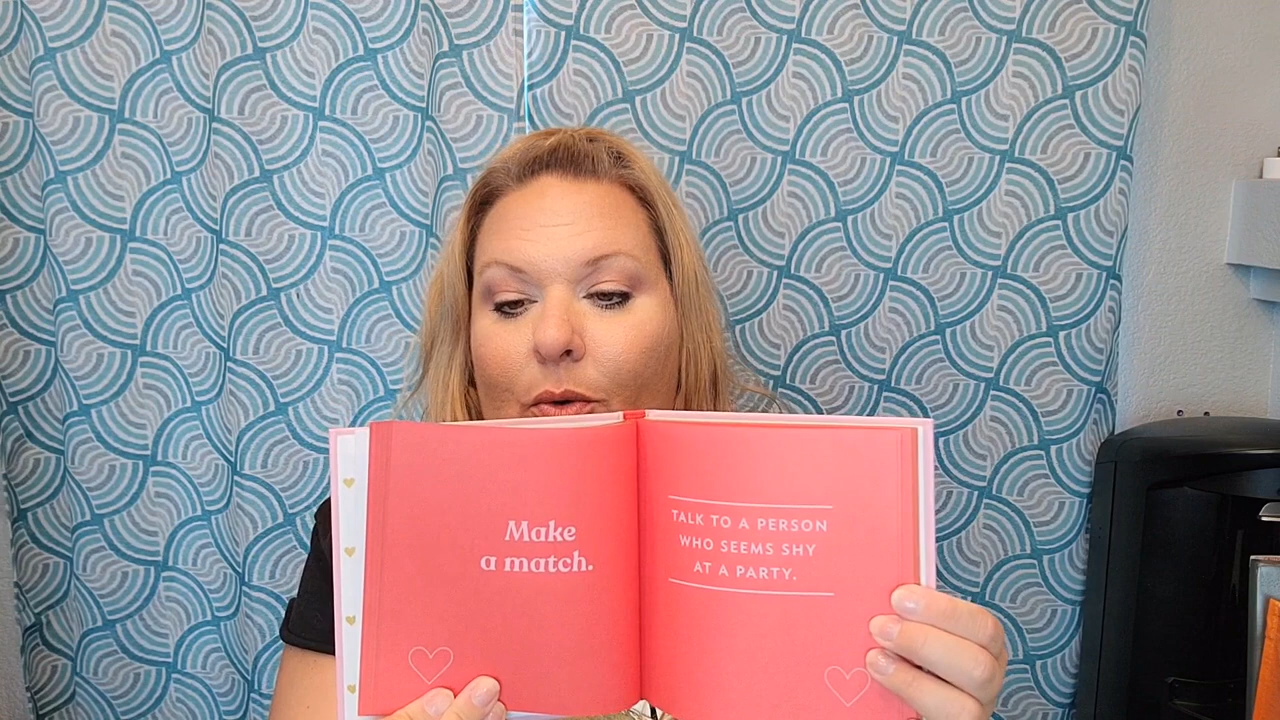 Make
a match.
TALK TO A PERSON
WHO SEEMS SHY
AT A PARTY.